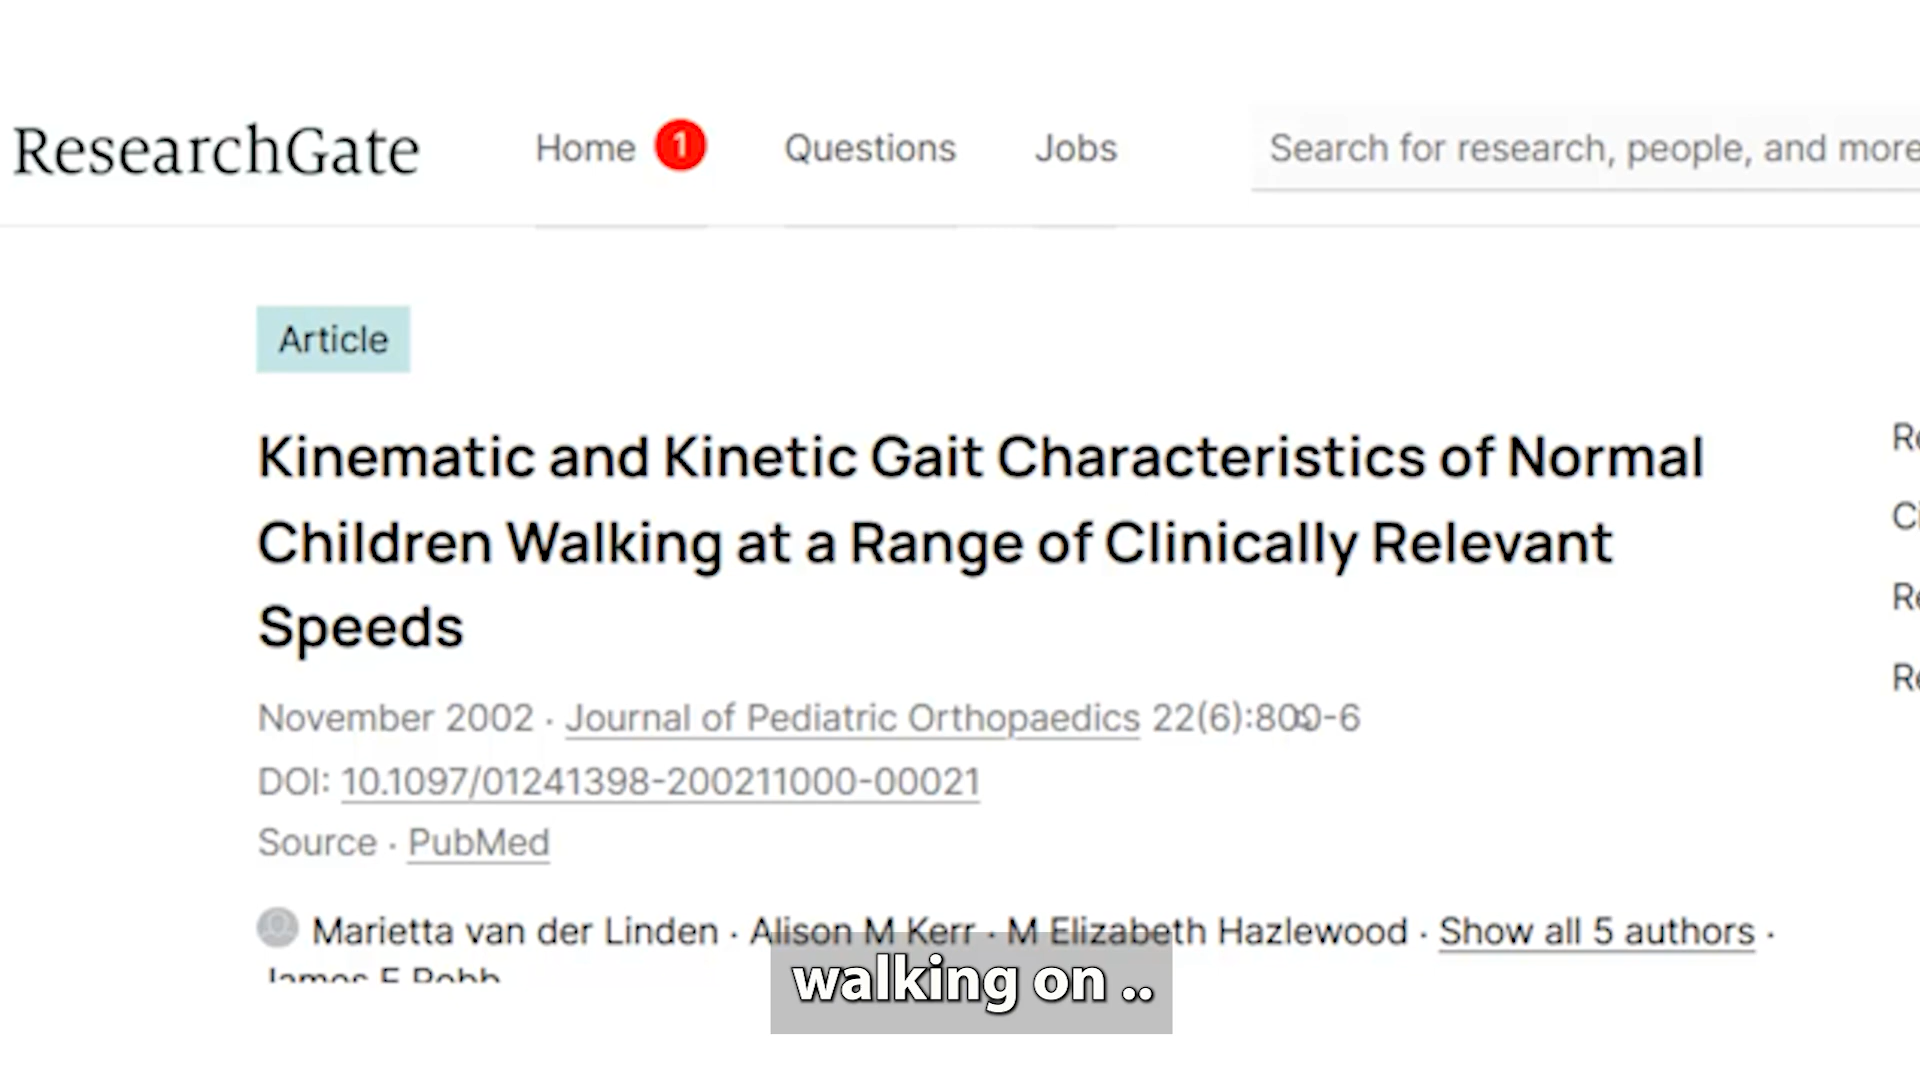 ResearchGate Home 1 Questions Jobs Search for research, people, and more
Article
Kinematic and Kinetic Gait Characteristics of Normal
Children Walking at a Range of Clinically Relevant
Speeds
November 2002 · Journal of Pediatric Orthopaedics 22(6):800-6
DOI: 10.1097/01241398-200211000-00021
Source · PubMed
Marietta van der Linden · Alison M Kerr · M Elizabeth Hazlewood · Show all 5 authors ·
James E Robb
walking on ..